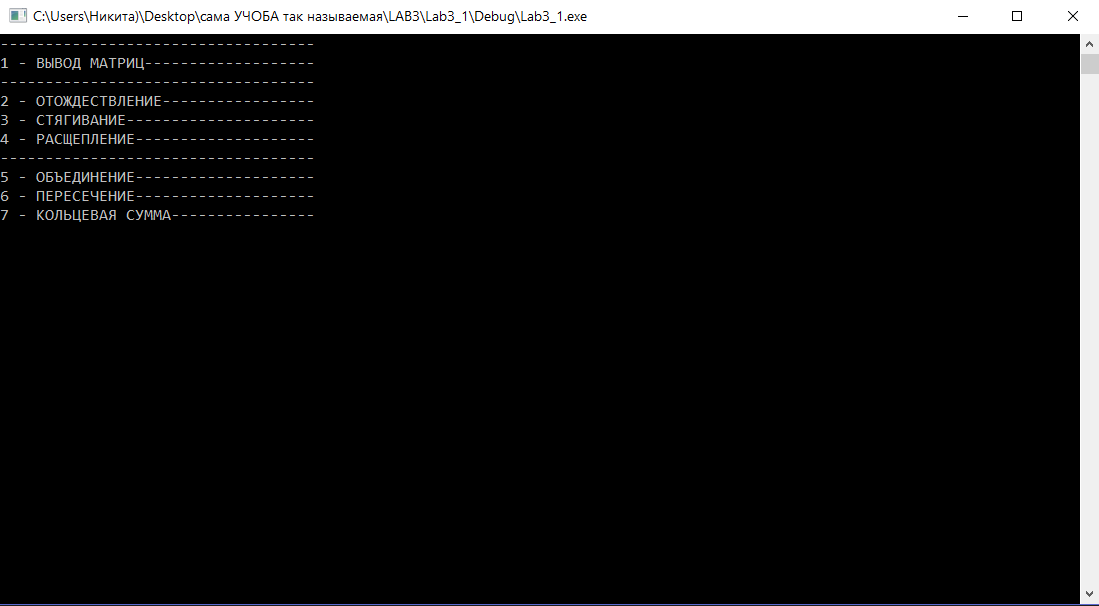 C:\Users\Никита)\Desktop\сама УЧОБА так называемая\LAB3\Lab3_1\Debug\Lab3_1.exe
-----------------------------------
1 - ВЫВОД МАТРИЦ-------------------
-----------------------------------
2 - ОТОЖДЕСТВЛЕНИЕ-----------------
3 - СТЯГИВАНИЕ---------------------
4 - РАСЩЕПЛЕНИЕ--------------------
-----------------------------------
5 - ОБЪЕДИНЕНИЕ--------------------
6 - ПЕРЕСЕЧЕНИЕ--------------------
7 - КОЛЬЦЕВАЯ СУММА----------------